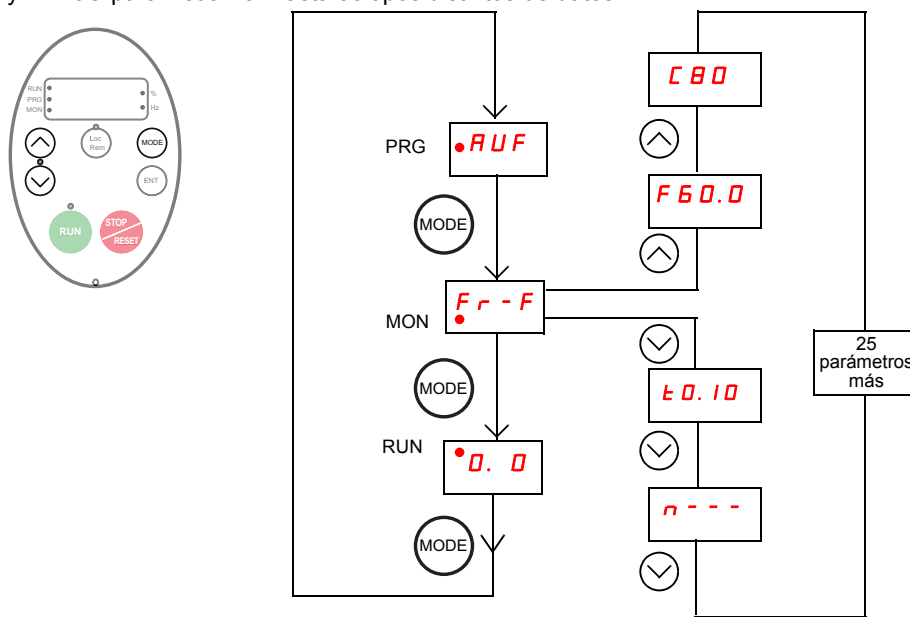 RUN
PRG
MON
%
Hz
Loc
Rem
MODE
ENT
RUN
STOP
RESET
PRG
AUF
MODE
MON
Fr-F
MODE
RUN
0. 0
MODE
C80
F60.0
t0.10
n---
25
parámetros
más